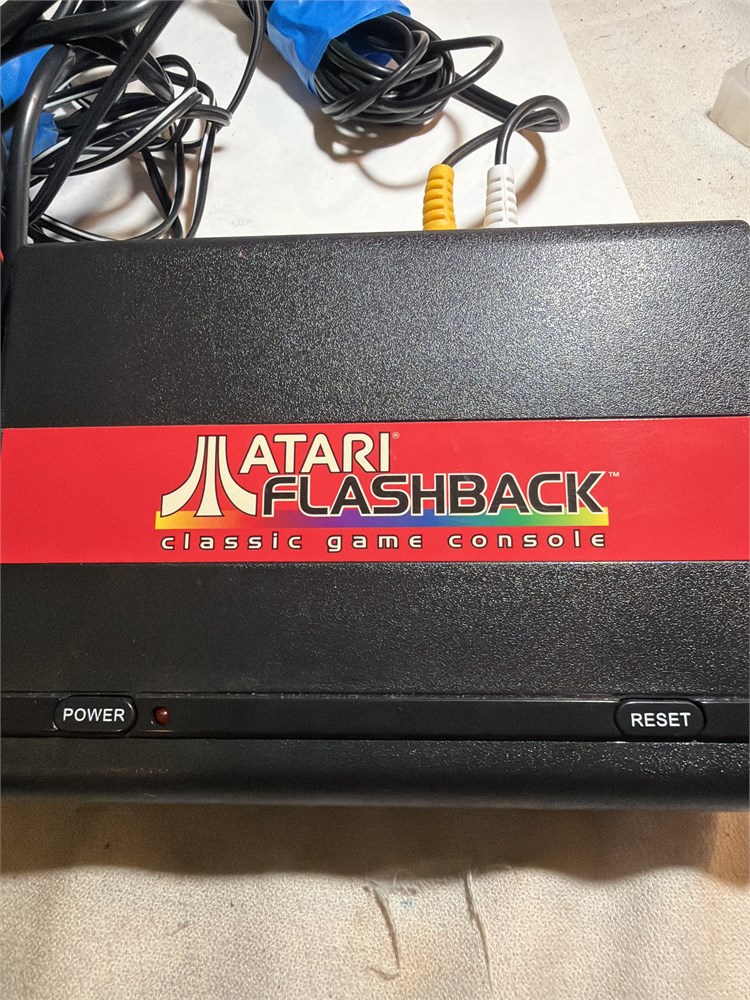 ATARI®
FLASHBACK™
classic game console
POWER
RESET